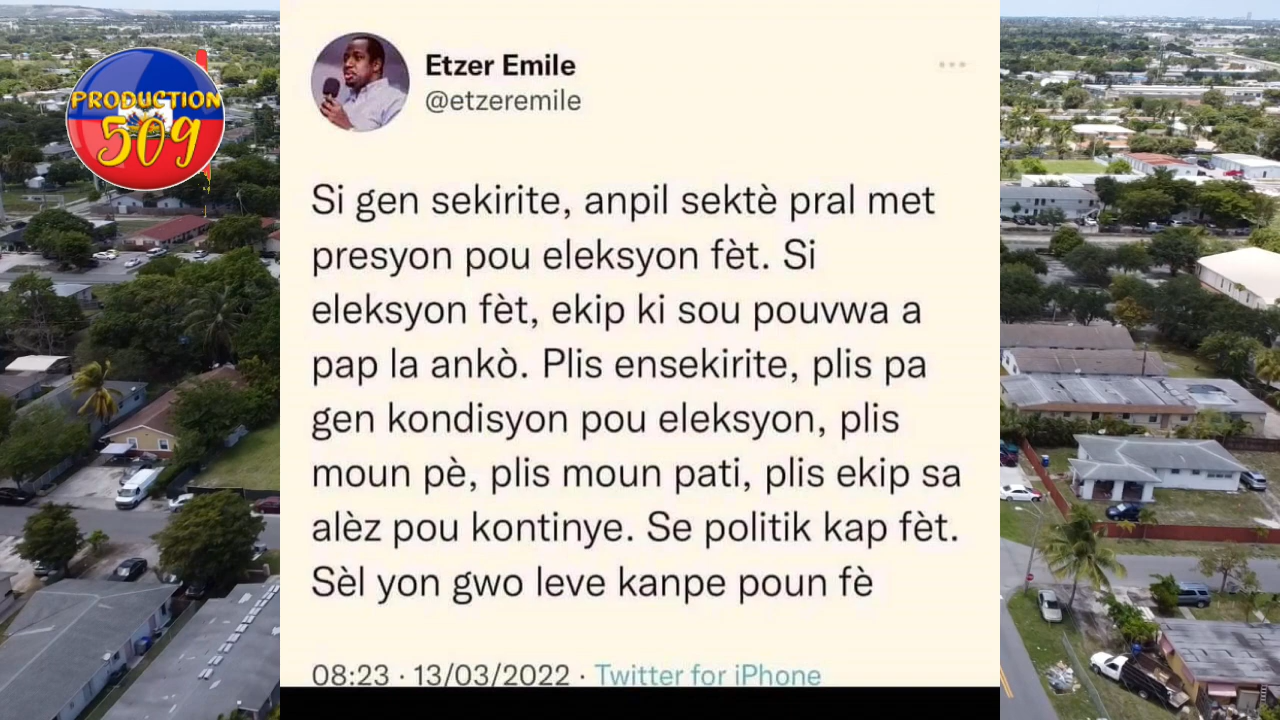 PRODUCTION
509
Etzer Emile
@etzeremile
Si gen sekirite, anpil sektè pral met
presyon pou eleksyon fèt. Si
eleksyon fèt, ekip ki sou pouvwa a
pap la ankò. Plis ensekirite, plis pa
gen kondisyon pou eleksyon, plis
moun pè, plis moun pati, plis ekip sa
alèz pou kontinye. Se politik kap fèt.
Sèl yon gwo leve kanpe poun fè
08:23 · 13/03/2022 · Twitter for iPhone